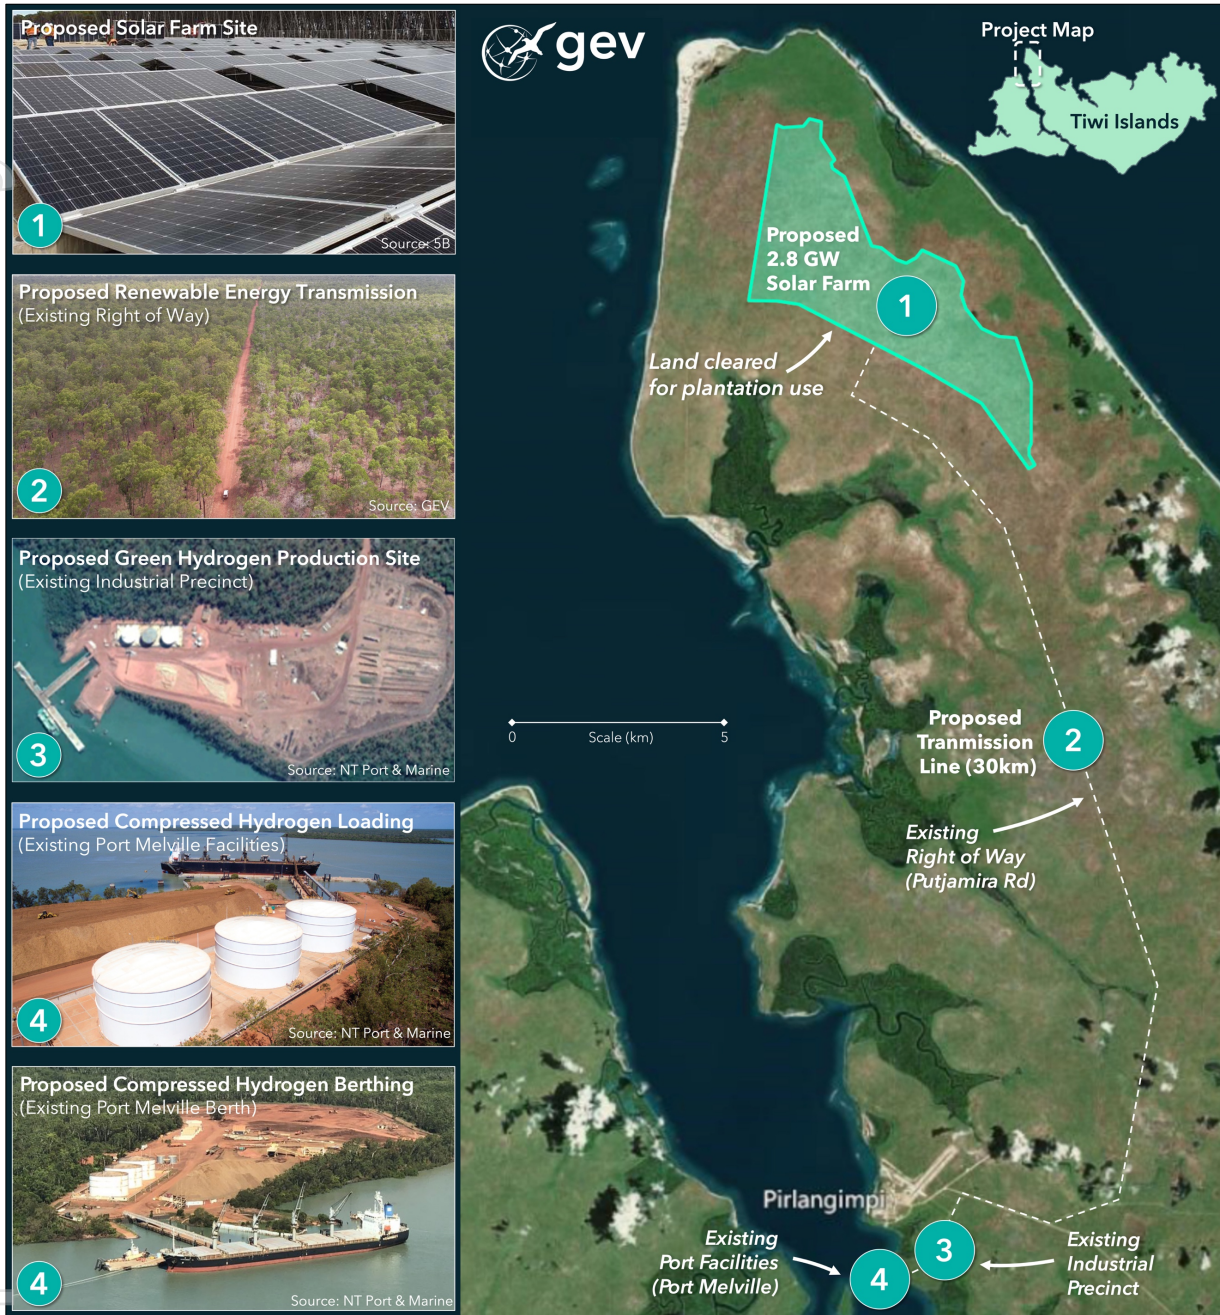 Proposed Solar Farm Site
1
Source: 5B
Proposed Renewable Energy Transmission
(Existing Right of Way)
2
Source: GEV
Proposed Green Hydrogen Production Site
(Existing Industrial Precinct)
3
Source: NT Port & Marine
Proposed Compressed Hydrogen Loading
(Existing Port Melville Facilities)
4
Source: NT Port & Marine
Proposed Compressed Hydrogen Berthing
(Existing Port Melville Berth)
4
Source: NT Port & Marine
gev
Project Map
Tiwi Islands
Proposed
2.8 GW
Solar Farm
1
Land cleared
for plantation use
0
Scale (km)
5
Proposed
Tranmission
Line (30km)
2
Existing
Right of Way
(Putjamira Rd)
Pirlangimpi
Existing
Port Facilities
(Port Melville)
4
3
Existing
Industrial
Precinct